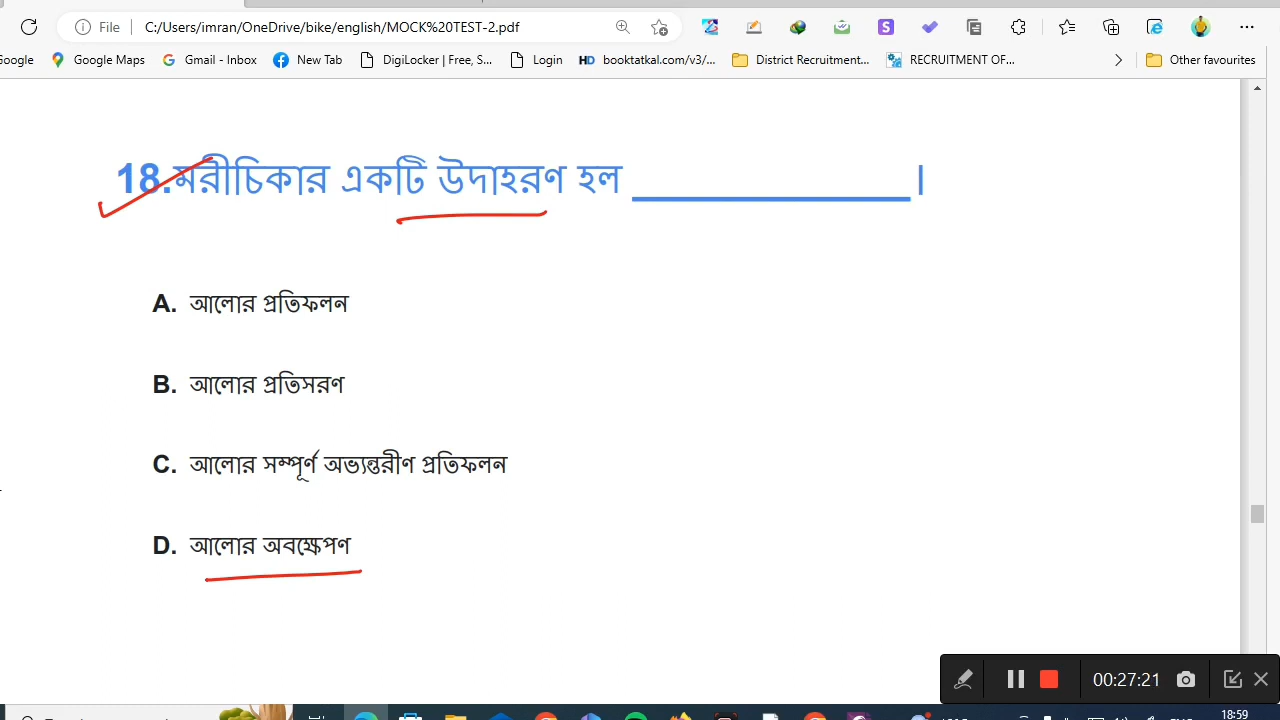 File C:/Users/imran/OneDrive/bike/english/MOCK%20TEST-2.pdf
Google Maps Gmail - Inbox New Tab DigiLocker | Free, S... Login HD booktatkal.com/v3/... District Recruitment... RECRUITMENT OF... Other favourites
18.মরীচিকার একটি উদাহরণ হল ______________।
A. আলোর প্রতিফলন
B. আলোর প্রতিসরণ
C. আলোর সম্পূর্ণ অভ্যন্তরীণ প্রতিফলন
D. আলোর অবক্ষেপণ
00:27:21
18:59